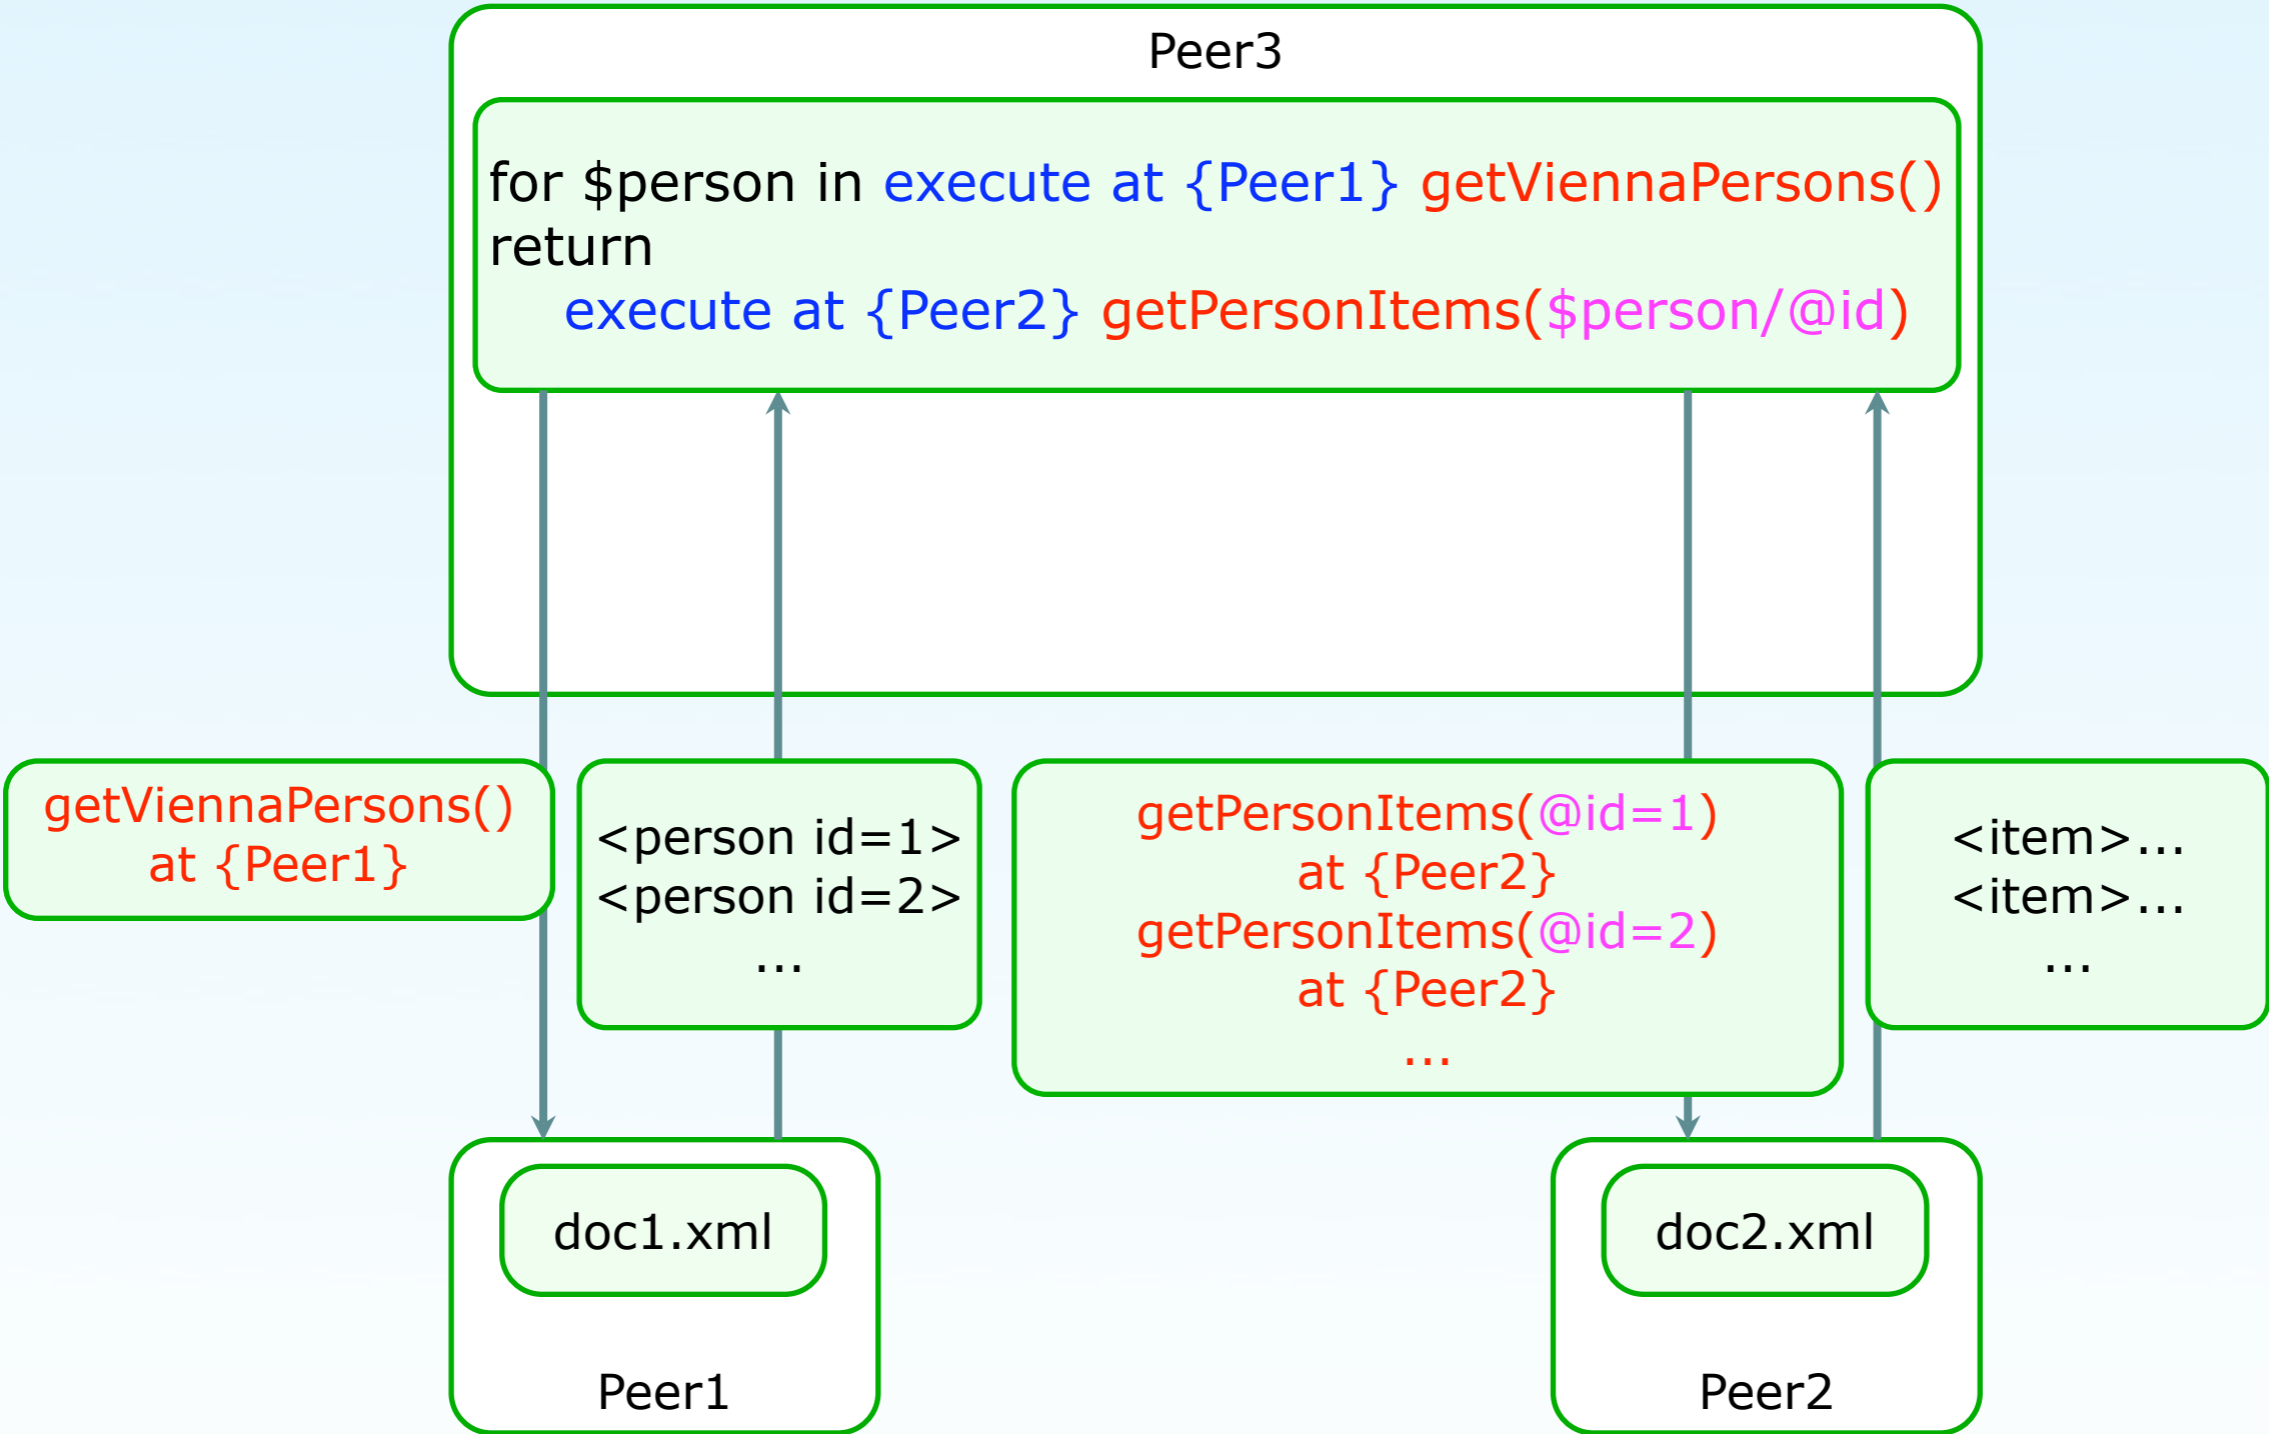 Peer3
for $person in execute at {Peer1} getViennaPersons()
return
execute at {Peer2} getPersonItems($person/@id)
getViennaPersons()
at {Peer1}
<person id=1>
<person id=2>
...
getPersonItems(@id=1)
at {Peer2}
getPersonItems(@id=2)
at {Peer2}
...
<item>...
<item>...
...
doc1.xml
Peer1
doc2.xml
Peer2